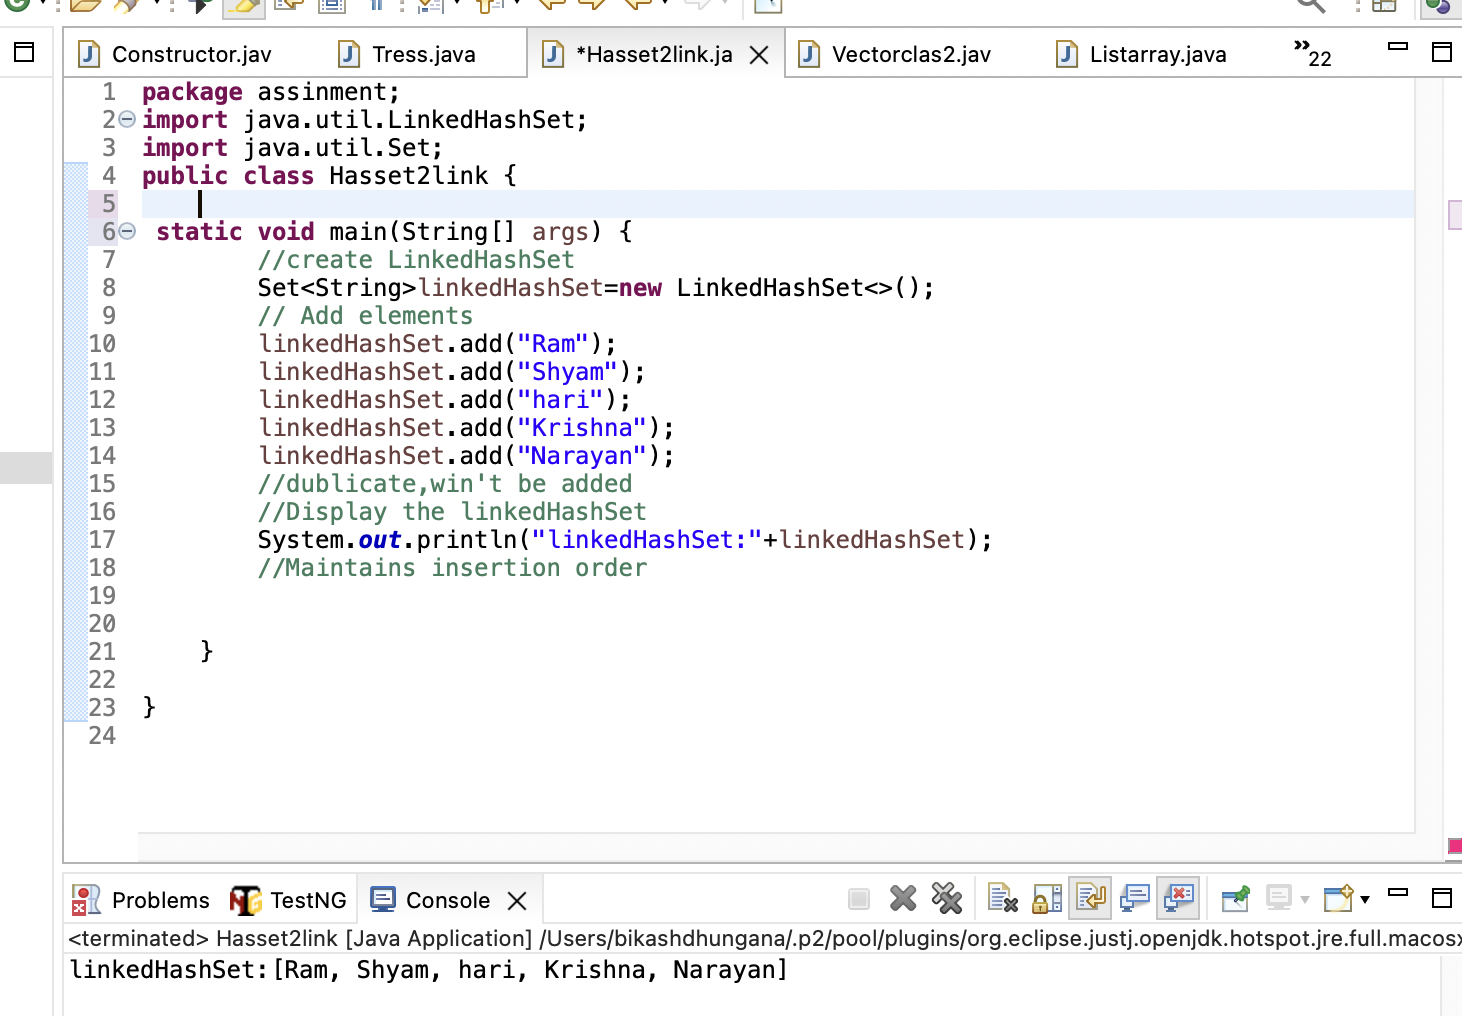 Constructor.jav
Tress.java
*Hasset2link.ja
Vectorclas2.jav
Listarray.java
»22
1 package assinment;
2 import java.util.LinkedHashSet;
3 import java.util.Set;
4 public class Hasset2link {
5
6 static void main(String[] args) {
7 //create LinkedHashSet
8 Set<String>linkedHashSet=new LinkedHashSet<>();
9 // Add elements
10 linkedHashSet.add("Ram");
11 linkedHashSet.add("Shyam");
12 linkedHashSet.add("hari");
13 linkedHashSet.add("Krishna");
14 linkedHashSet.add("Narayan");
15 //dublicate,win't be added
16 //Display the linkedHashSet
17 System.out.println("linkedHashSet:"+linkedHashSet);
18 //Maintains insertion order
19
20
21 }
22
23 }
24
Problems
TestNG
Console
<terminated> Hasset2link [Java Application] /Users/bikashdhungana/.p2/pool/plugins/org.eclipse.justj.openjdk.hotspot.jre.full.macosx
linkedHashSet:[Ram, Shyam, hari, Krishna, Narayan]